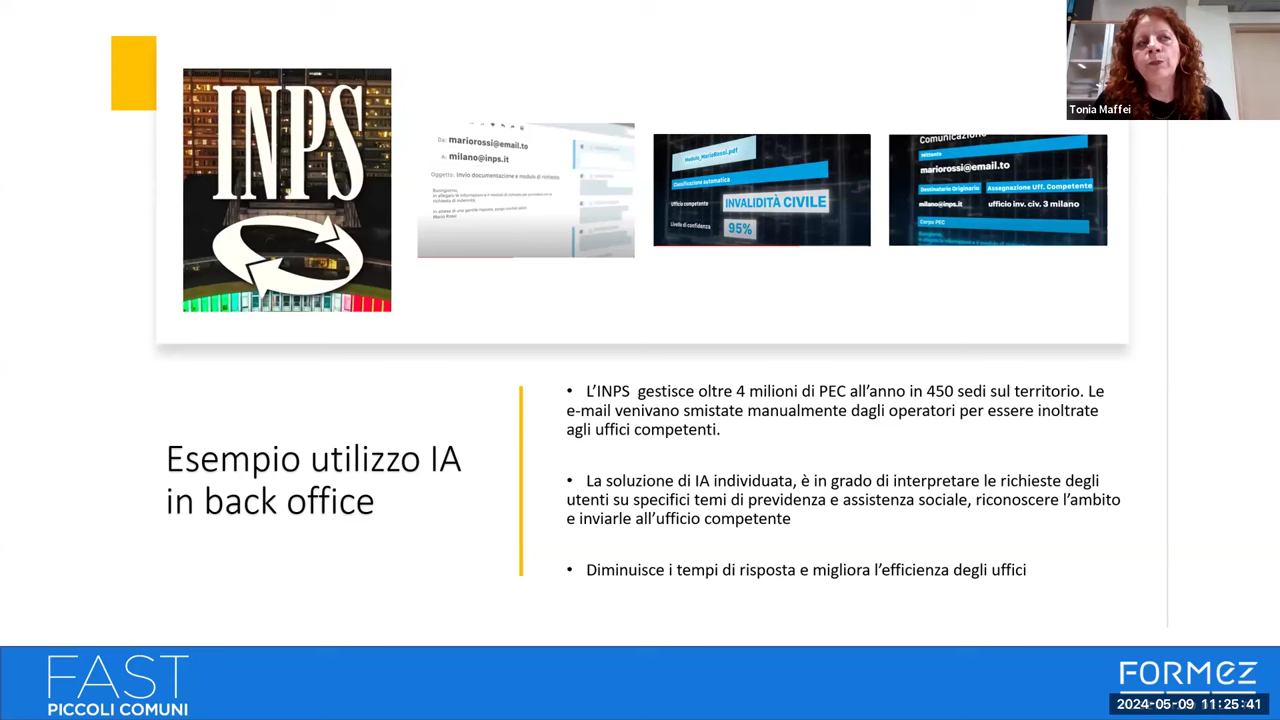 Tonia Maffei
INPS
Da: mariorossi@email.to
A: milano@inps.it
Oggetto: Invio documentazione e modulo di richiesta
Buongiorno,
Mario Rossi
Modulo_MarioRossi.pdf
Classificazione automatica
Ufficio competente
INVALIDITÀ CIVILE
Livello di confidenza
95%
Comunicazione
Mittente
mariorossi@email.to
Destinatario Originario Assegnazione Uff. Competente
milano@inps.it ufficio inv. civ. 3 milano
Corpo PEC
Esempio utilizzo IA
in back office
• L’INPS gestisce oltre 4 milioni di PEC all’anno in 450 sedi sul territorio. Le
e-mail venivano smistate manualmente dagli operatori per essere inoltrate
agli uffici competenti.
• La soluzione di IA individuata, è in grado di interpretare le richieste degli
utenti su specifici temi di previdenza e assistenza sociale, riconoscere l’ambito
e inviarle all’ufficio competente
• Diminuisce i tempi di risposta e migliora l’efficienza degli uffici
FAST
PICCOLI COMUNI
FORMEZ
2024-05-09 11:25:41